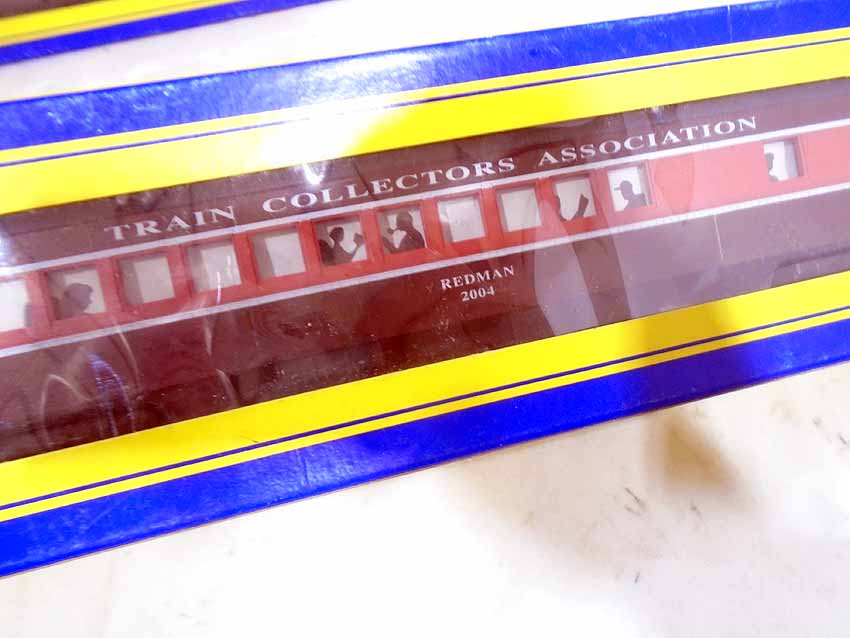 TRAIN COLLECTORS ASSOCIATION
REDMAN
2004